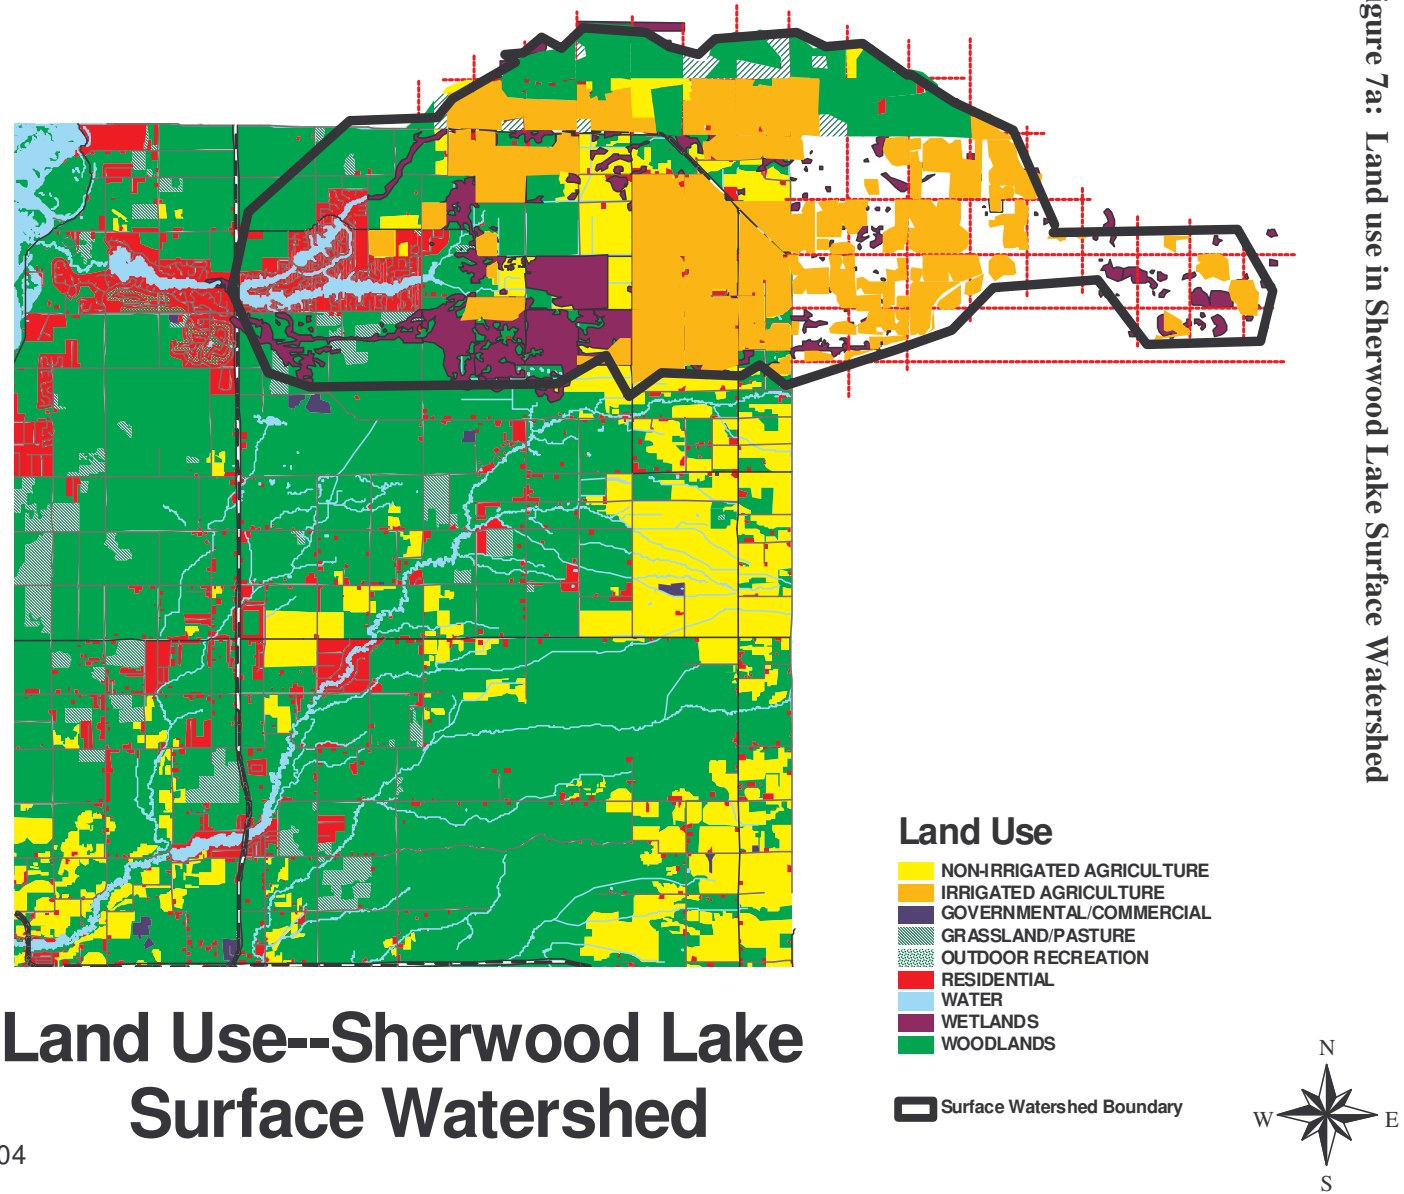 igure 7a: Land use in Sherwood Lake Surface Watershed
Land Use
NON-IRRIGATED AGRICULTURE
IRRIGATED AGRICULTURE
GOVERNMENTAL/COMMERCIAL
GRASSLAND/PASTURE
OUTDOOR RECREATION
RESIDENTIAL
WATER
WETLANDS
WOODLANDS
Surface Watershed Boundary
Land Use--Sherwood Lake
Surface Watershed
04
N
W
E
S